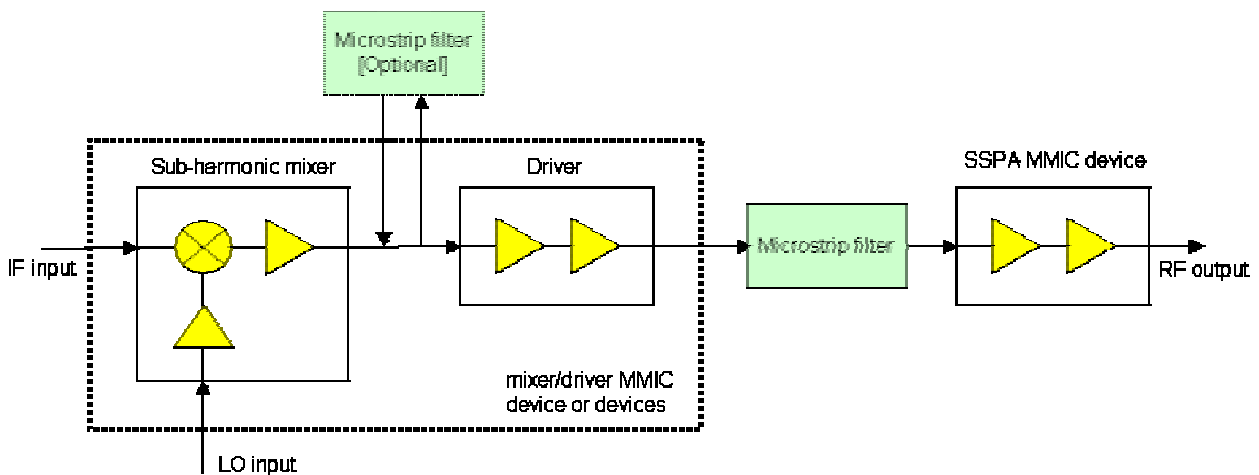 Microstrip filter
[Optional]
Sub-harmonic mixer
Driver
SSPA MMIC device
Microstrip filter
IF input
RF output
mixer/driver MMIC
device or devices
LO input